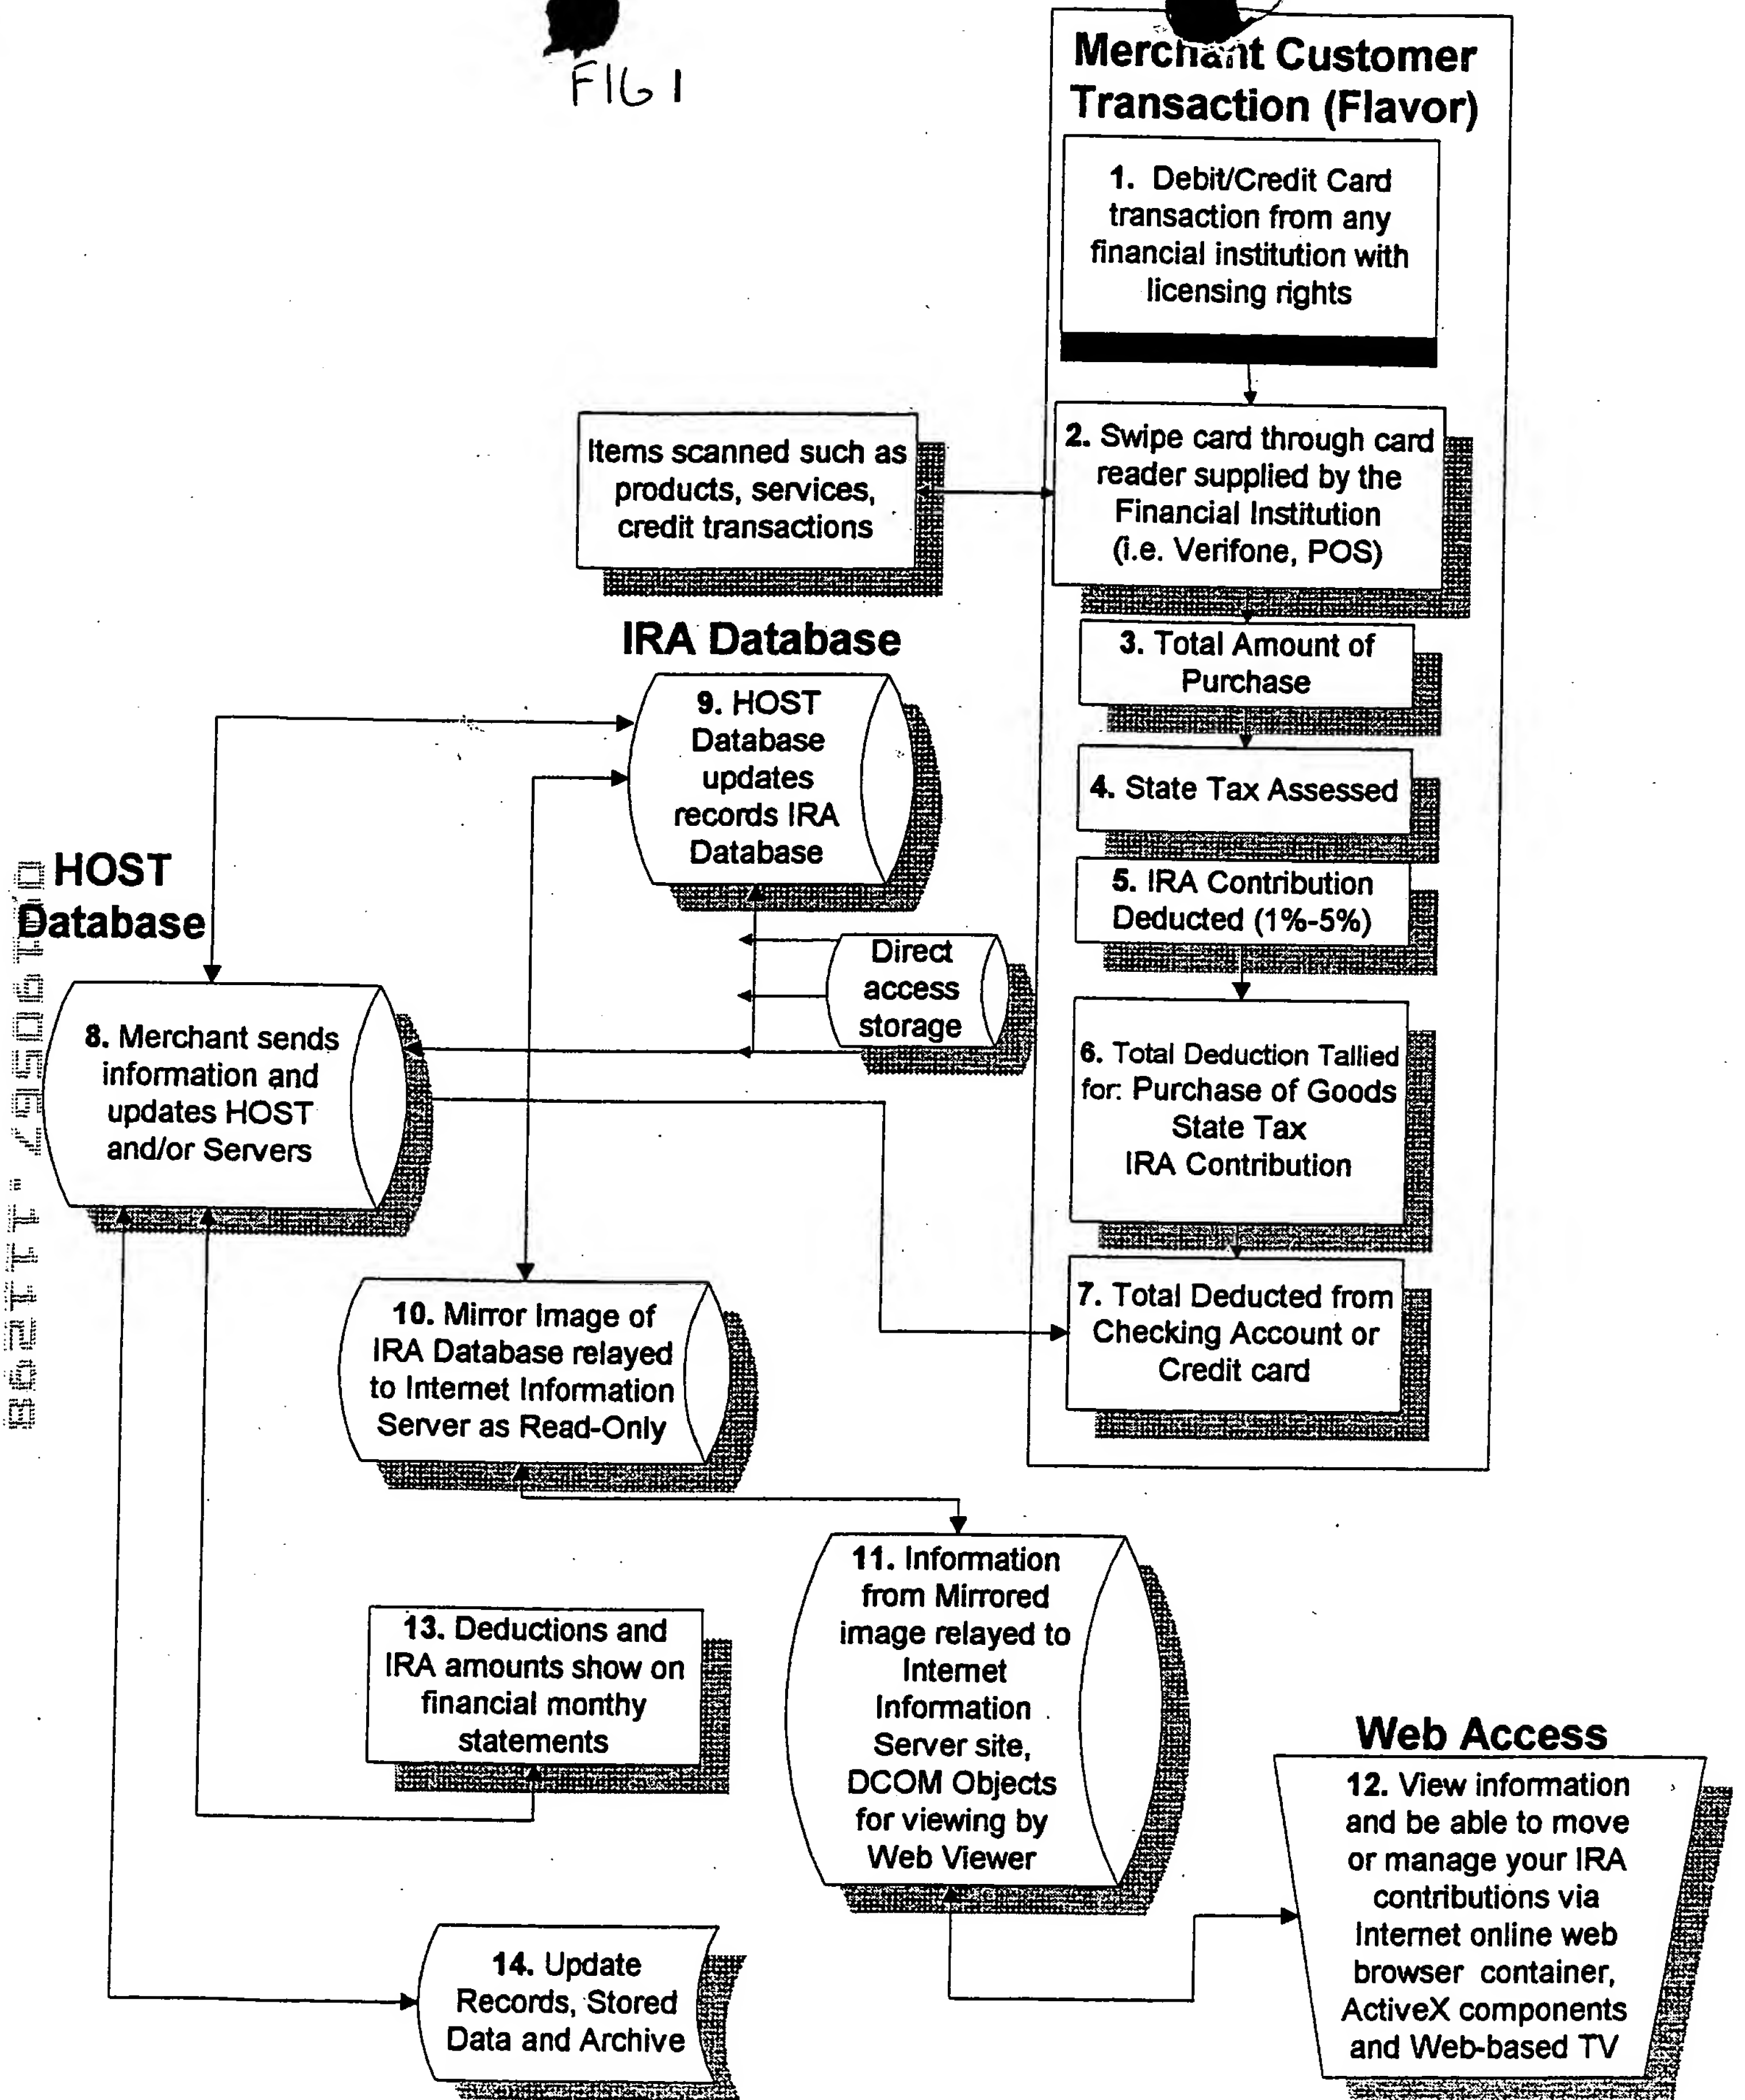 FIG 1
Merchant Customer
Transaction (Flavor)
1. Debit/Credit Card
transaction from any
financial institution with
licensing rights
Items scanned such as
products, services,
credit transactions
2. Swipe card through card
reader supplied by the
Financial Institution
(i.e. Verifone, POS)
3. Total Amount of
Purchase
4. State Tax Assessed
5. IRA Contribution
Deducted (1%-5%)
6. Total Deduction Tallied
for: Purchase of Goods
State Tax
IRA Contribution
7. Total Deducted from
Checking Account or
Credit card
IRA Database
9. HOST
Database
updates
records IRA
Database
Direct
access
storage
HOST
Database
8. Merchant sends
information and
updates HOST
and/or Servers
10. Mirror Image of
IRA Database relayed
to Internet Information
Server as Read-Only
11. Information
from Mirrored
image relayed to
Internet
Information
Server site,
DCOM Objects
for viewing by
Web Viewer
13. Deductions and
IRA amounts show on
financial monthy
statements
Web Access
12. View information
and be able to move
or manage your IRA
contributions via
Internet online web
browser container,
ActiveX components
and Web-based TV
14. Update
Records, Stored
Data and Archive